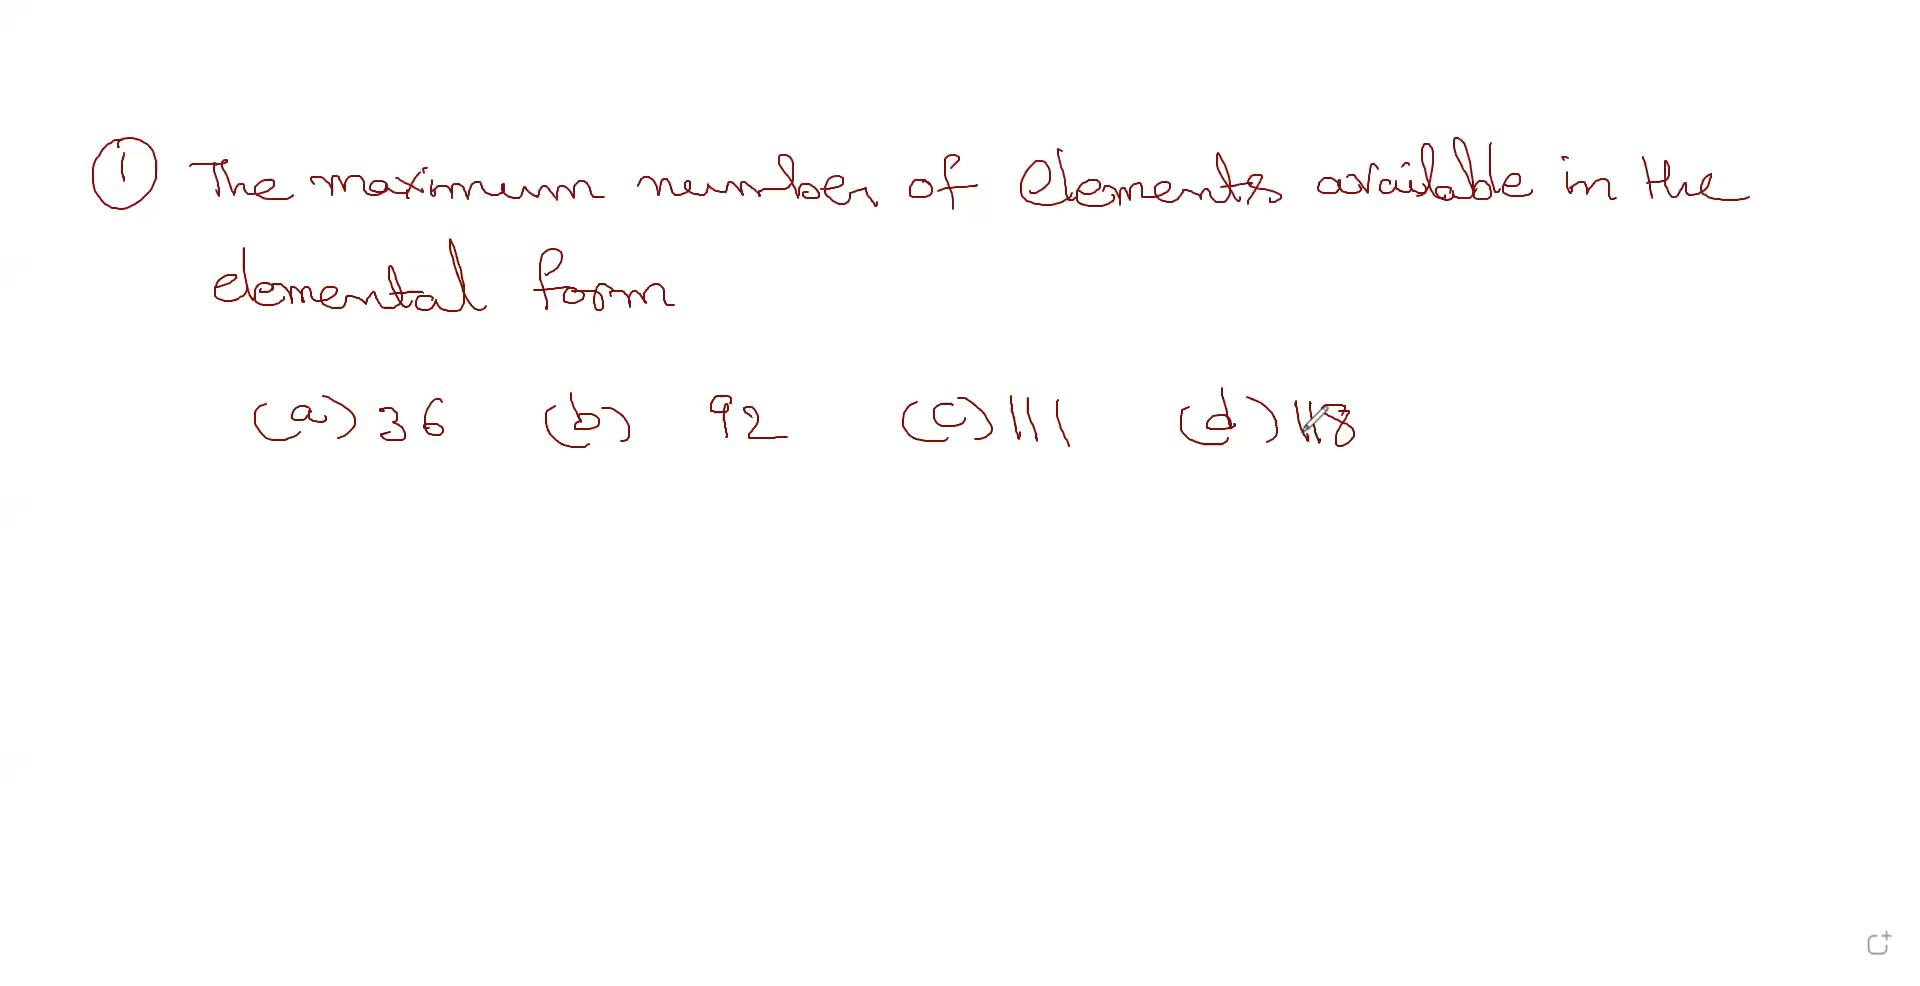 ① The maximum number of elements available in the
elemental form
(a) 36 (b) 92 (c) 111 (d) 118